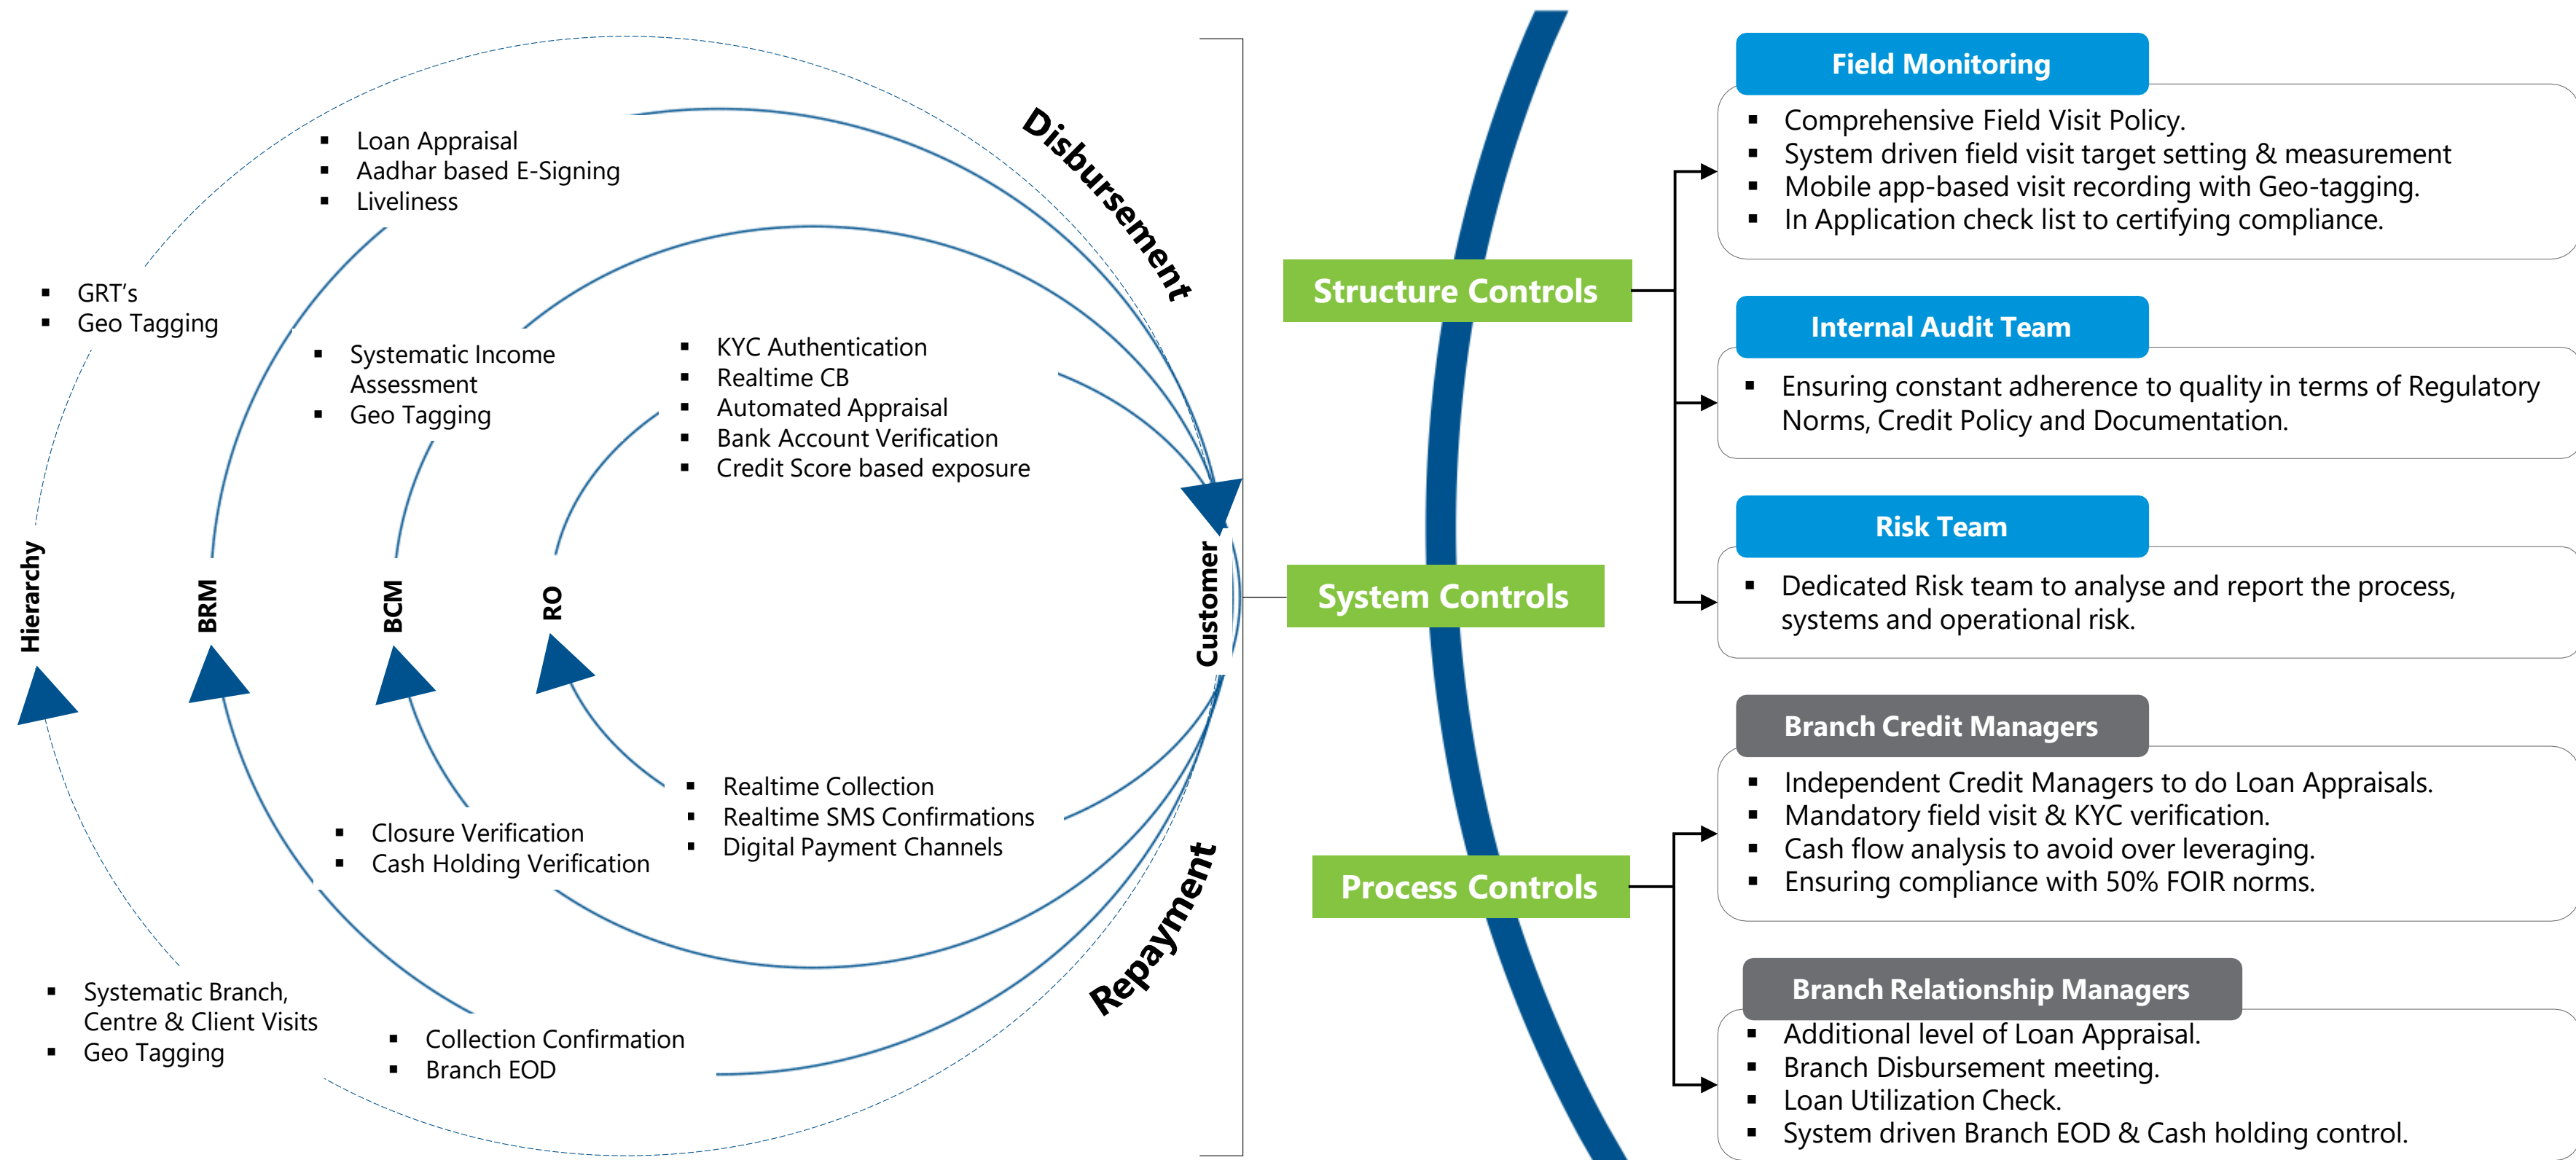 Disbursement
Loan Appraisal
Aadhar based E-Signing
Liveliness
GRT's
Geo Tagging
Systematic Income
Assessment
Geo Tagging
KYC Authentication
Realtime CB
Automated Appraisal
Bank Account Verification
Credit Score based exposure
Hierarchy
BRM
BCM
RO
Customer
Realtime Collection
Realtime SMS Confirmations
Digital Payment Channels
Closure Verification
Cash Holding Verification
Repayment
Systematic Branch,
Centre & Client Visits
Geo Tagging
Collection Confirmation
Branch EOD
Structure Controls
System Controls
Process Controls
Field Monitoring
Comprehensive Field Visit Policy.
System driven field visit target setting & measurement
Mobile app-based visit recording with Geo-tagging.
In Application check list to certifying compliance.
Internal Audit Team
Ensuring constant adherence to quality in terms of Regulatory
Norms, Credit Policy and Documentation.
Risk Team
Dedicated Risk team to analyse and report the process,
systems and operational risk.
Branch Credit Managers
Independent Credit Managers to do Loan Appraisals.
Mandatory field visit & KYC verification.
Cash flow analysis to avoid over leveraging.
Ensuring compliance with 50% FOIR norms.
Branch Relationship Managers
Additional level of Loan Appraisal.
Branch Disbursement meeting.
Loan Utilization Check.
System driven Branch EOD & Cash holding control.